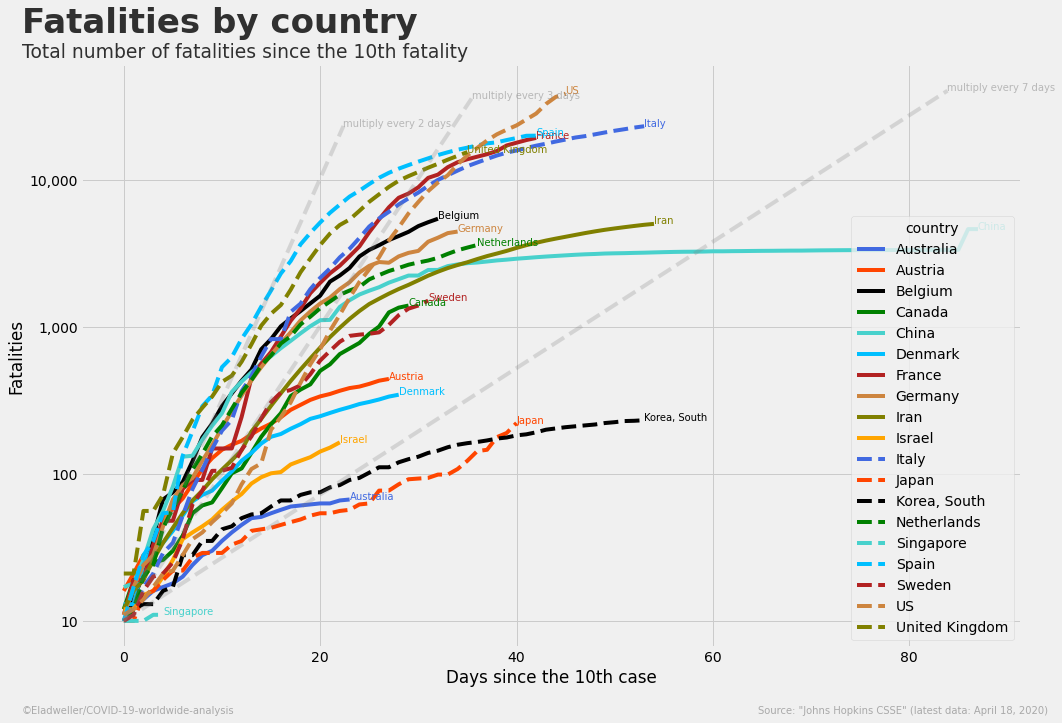 Fatalities by country
Total number of fatalities since the 10th fatality
multiply every 7 days
US
multiply every 3 days
multiply every 2 days
Italy
Spain
France
United Kingdom
10,000
Belgium
Iran
China
Germany
Netherlands
Sweden
Canada
1,000
Austria
Denmark
Korea, South
Japan
Israel
100
Australia
Singapore
10
Fatalities
0
20
40
60
80
Days since the 10th case
country
Australia
Austria
Belgium
Canada
China
Denmark
France
Germany
Iran
Israel
Italy
Japan
Korea, South
Netherlands
Singapore
Spain
Sweden
US
United Kingdom
©Eladweller/COVID-19-worldwide-analysis
Source: "Johns Hopkins CSSE" (latest data: April 18, 2020)